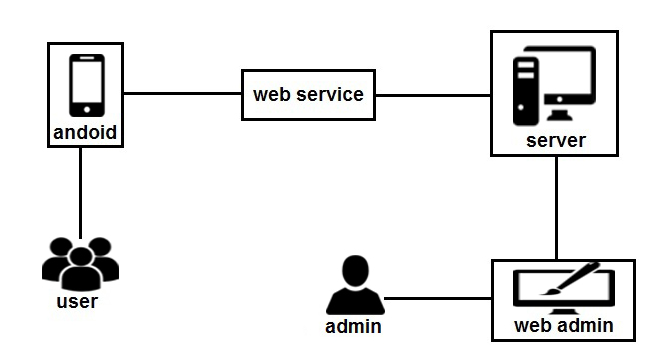 andoid
web service
server
user
admin
web admin